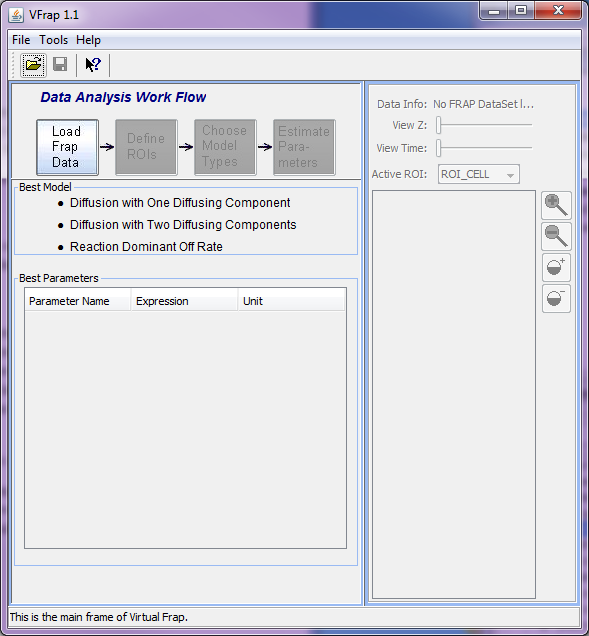 VFrap 1.1
File Tools Help
Data Analysis Work Flow
Load
Frap
Data
Define
ROIs
Choose
Model
Types
Estimate
Para-
meters
Best Model
● Diffusion with One Diffusing Component
● Diffusion with Two Diffusing Components
● Reaction Dominant Off Rate
Best Parameters
Parameter Name Expression Unit
Data Info: No FRAP DataSet l...
View Z:
View Time:
Active ROI: ROI_CELL
This is the main frame of Virtual Frap.